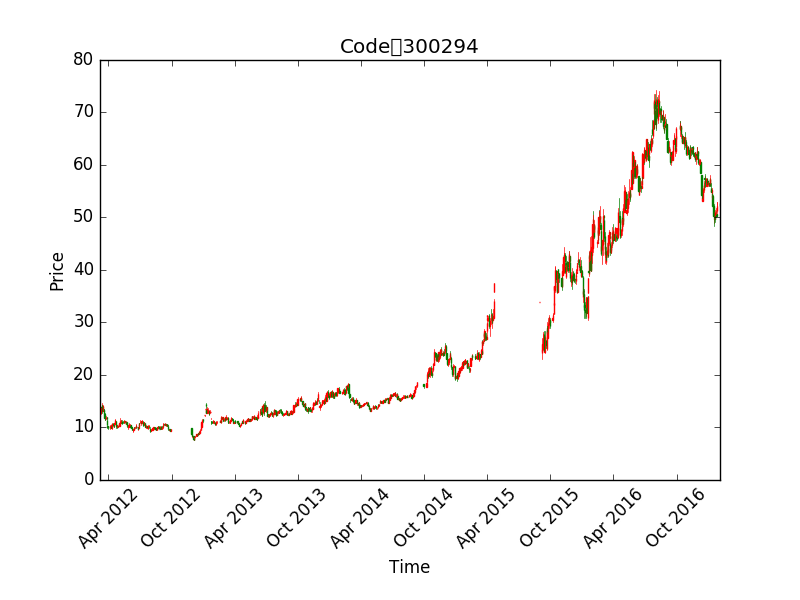 Code▯300294
80
70
60
50
40
30
20
10
0
Price
Apr 2012
Oct 2012
Apr 2013
Oct 2013
Apr 2014
Oct 2014
Apr 2015
Oct 2015
Apr 2016
Oct 2016
Time